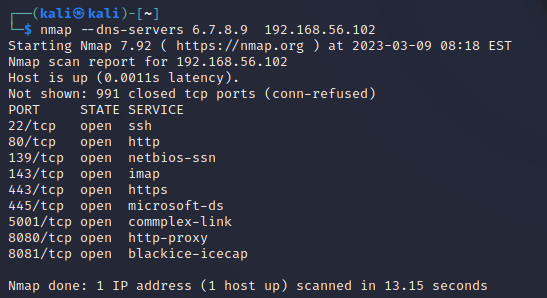 ┌──(kali㉿kali)-[~]
└─$ nmap --dns-servers 6.7.8.9  192.168.56.102
Starting Nmap 7.92 ( https://nmap.org ) at 2023-03-09 08:18 EST
Nmap scan report for 192.168.56.102
Host is up (0.0011s latency).
Not shown: 991 closed tcp ports (conn-refused)
PORT     STATE SERVICE
22/tcp   open  ssh
80/tcp   open  http
139/tcp  open  netbios-ssn
143/tcp  open  imap
443/tcp  open  https
445/tcp  open  microsoft-ds
5001/tcp open  commplex-link
8080/tcp open  http-proxy
8081/tcp open  blackice-icecap
Nmap done: 1 IP address (1 host up) scanned in 13.15 seconds